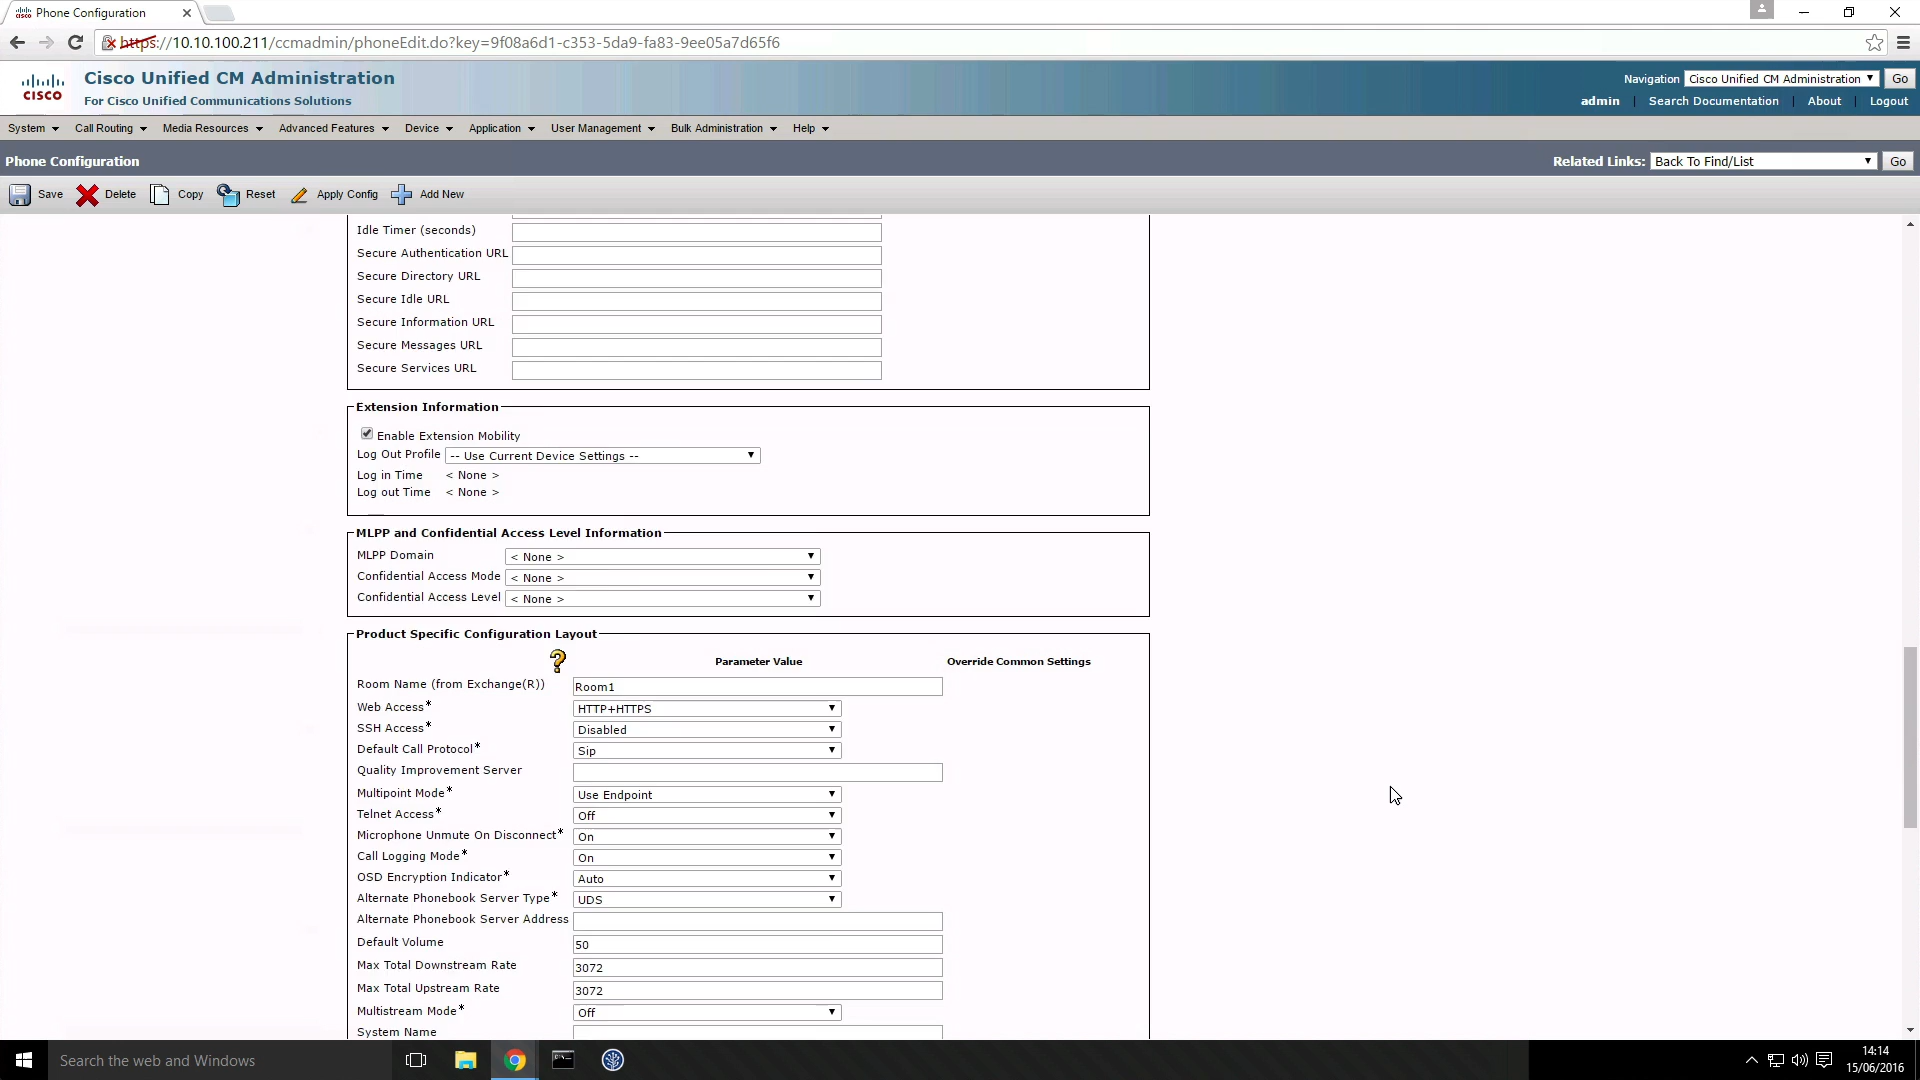 Phone Configuration
https://10.10.100.211/ccmadmin/phoneEdit.do?key=9f08a6d1-c353-5da9-fa83-9ee05a7d65f6
CISCO
Cisco Unified CM Administration
For Cisco Unified Communications Solutions
Navigation Cisco Unified CM Administration Go
admin | Search Documentation | About | Logout
System Call Routing Media Resources Advanced Features Device Application User Management Bulk Administration Help
Phone Configuration
Related Links: Back To Find/List Go
Save Delete Copy Reset Apply Config Add New
Idle Timer (seconds)
Secure Authentication URL
Secure Directory URL
Secure Idle URL
Secure Information URL
Secure Messages URL
Secure Services URL
Extension Information
Enable Extension Mobility
Log Out Profile -- Use Current Device Settings --
Log in Time < None >
Log out Time < None >
MLPP and Confidential Access Level Information
MLPP Domain < None >
Confidential Access Mode < None >
Confidential Access Level < None >
Product Specific Configuration Layout
? Parameter Value Override Common Settings
Room Name (from Exchange(R)) Room1
Web Access* HTTP+HTTPS
SSH Access* Disabled
Default Call Protocol* Sip
Quality Improvement Server
Multipoint Mode* Use Endpoint
Telnet Access* Off
Microphone Unmute On Disconnect* On
Call Logging Mode* On
OSD Encryption Indicator* Auto
Alternate Phonebook Server Type* UDS
Alternate Phonebook Server Address
Default Volume 50
Max Total Downstream Rate 3072
Max Total Upstream Rate 3072
Multistream Mode* Off
System Name
Search the web and Windows
14:14
15/06/2016